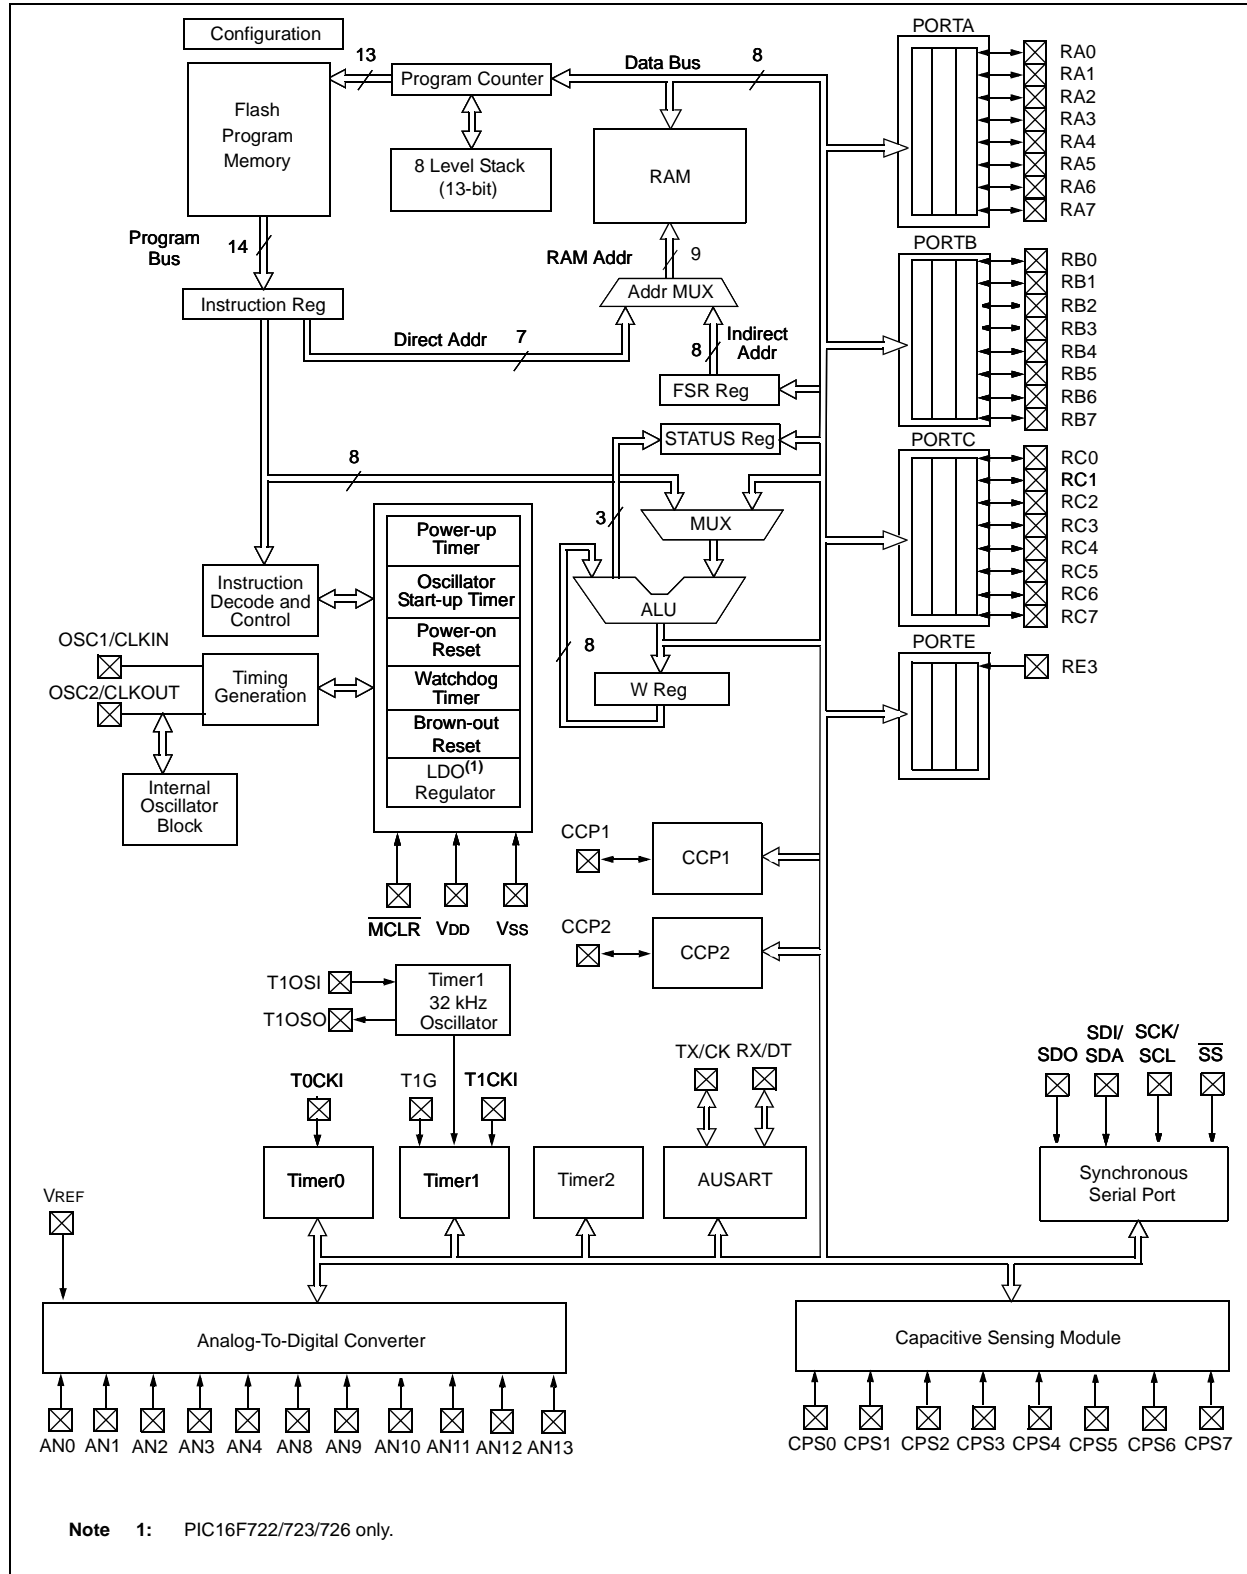 Configuration
PORTA
13
Program Counter
Data Bus
8
Flash
Program
Memory
8 Level Stack
(13-bit)
RAM
RA0
RA1
RA2
RA3
RA4
RA5
RA6
RA7
Program
Bus
14
RAM Addr
9
Addr MUX
Instruction Reg
Direct Addr
7
Indirect
Addr
8
FSR Reg
PORTB
RB0
RB1
RB2
RB3
RB4
RB5
RB6
RB7
STATUS Reg
8
3
MUX
ALU
8
W Reg
PORTC
RC0
RC1
RC2
RC3
RC4
RC5
RC6
RC7
Power-up
Timer
Oscillator
Start-up Timer
Power-on
Reset
Watchdog
Timer
Brown-out
Reset
LDO(1)
Regulator
Instruction
Decode and
Control
OSC1/CLKIN
OSC2/CLKOUT
Timing
Generation
Internal
Oscillator
Block
PORTE
RE3
MCLR
VDD
VSS
CCP1
CCP1
CCP2
CCP2
T1OSI
T1OSO
Timer1
32 kHz
Oscillator
T0CKI
T1G
T1CKI
TX/CK
RX/DT
SDO
SDI/
SDA
SCK/
SCL
SS
Timer0
Timer1
Timer2
AUSART
Synchronous
Serial Port
VREF
Analog-To-Digital Converter
Capacitive Sensing Module
AN0
AN1
AN2
AN3
AN4
AN8
AN9
AN10
AN11
AN12
AN13
CPS0
CPS1
CPS2
CPS3
CPS4
CPS5
CPS6
CPS7
Note 1: PIC16F722/723/726 only.